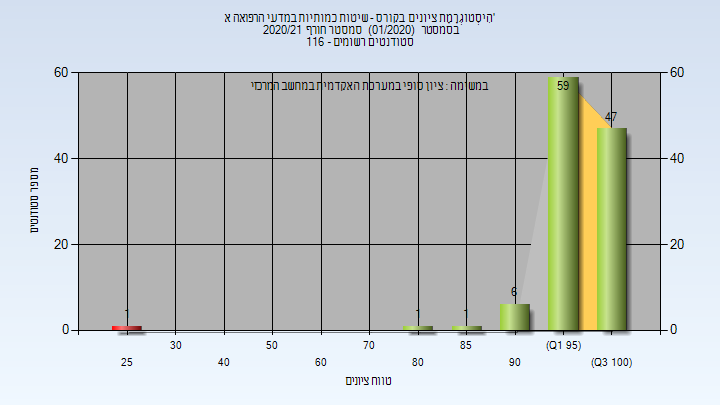 היסטוגרמת ציונים בקורס - שיטות כמותיות במדעי הרפואה א'
בסמסטר (01/2020) סמסטר חורף 2020/21
סטודנטים רשומים - 116
במשימה : ציון סופי במערכת האקדמית במחשב המרכזי
מספר סטודנטים
60
40
20
0
60
40
20
0
1
1
1
6
59
47
25
30
40
50
60
70
80
85
90
(Q1 95)
(Q3 100)
טווח ציונים